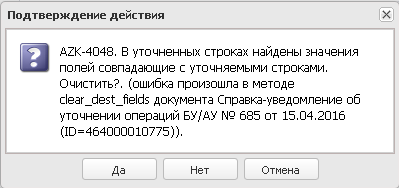 Подтверждение действия
AZK-4048. В уточненных строках найдены значения
полей совпадающие с уточняемыми строками.
Очистить?. (ошибка произошла в методе
clear_dest_fields документа Справка-уведомление об
уточнении операций БУ/АУ № 685 от 15.04.2016
(ID=464000010775)).
Да
Нет
Отмена